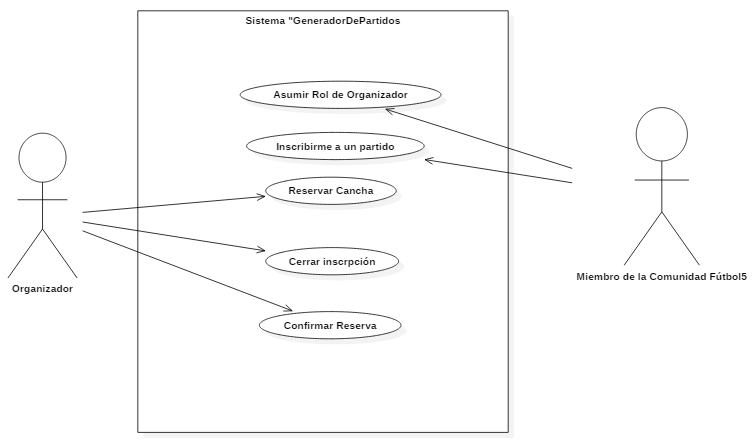 Sistema "GeneradorDePartidos
Asumir Rol de Organizador
Inscribirme a un partido
Reservar Cancha
Cerrar inscrpción
Confirmar Reserva
Organizador
Miembro de la Comunidad Fútbol5